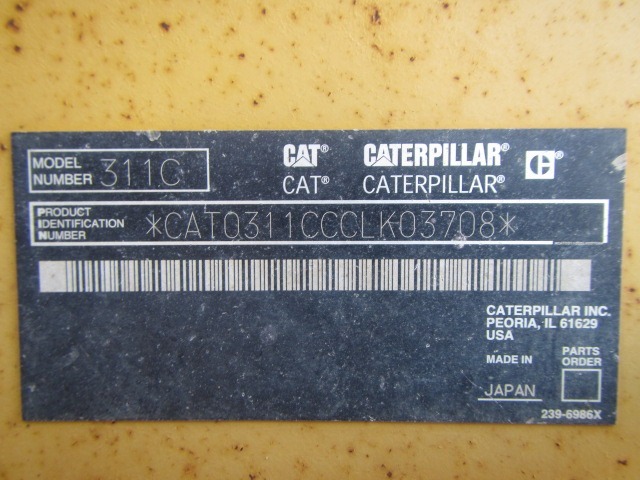 MODEL NUMBER 311C
CAT® CATERPILLAR® C®
CAT® CATERPILLAR®
PRODUCT IDENTIFICATION NUMBER *CAT0311CCCLK03708*
CATERPILLAR INC.
PEORIA, IL 61629
USA
MADE IN JAPAN
PARTS ORDER
239-6986X